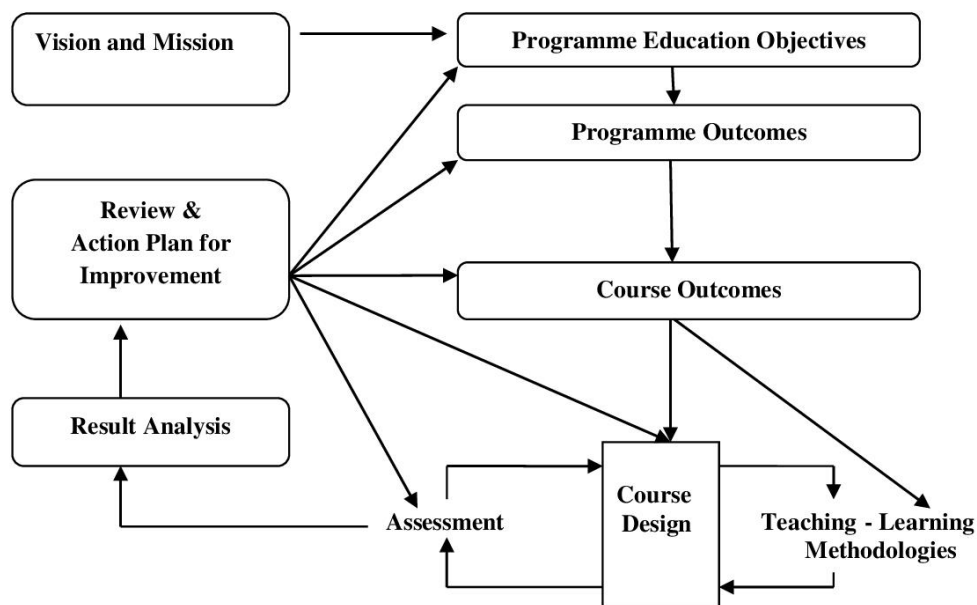 Vision and Mission
Programme Education Objectives
Programme Outcomes
Review &
Action Plan for
Improvement
Course Outcomes
Result Analysis
Assessment
Course
Design
Teaching - Learning
Methodologies